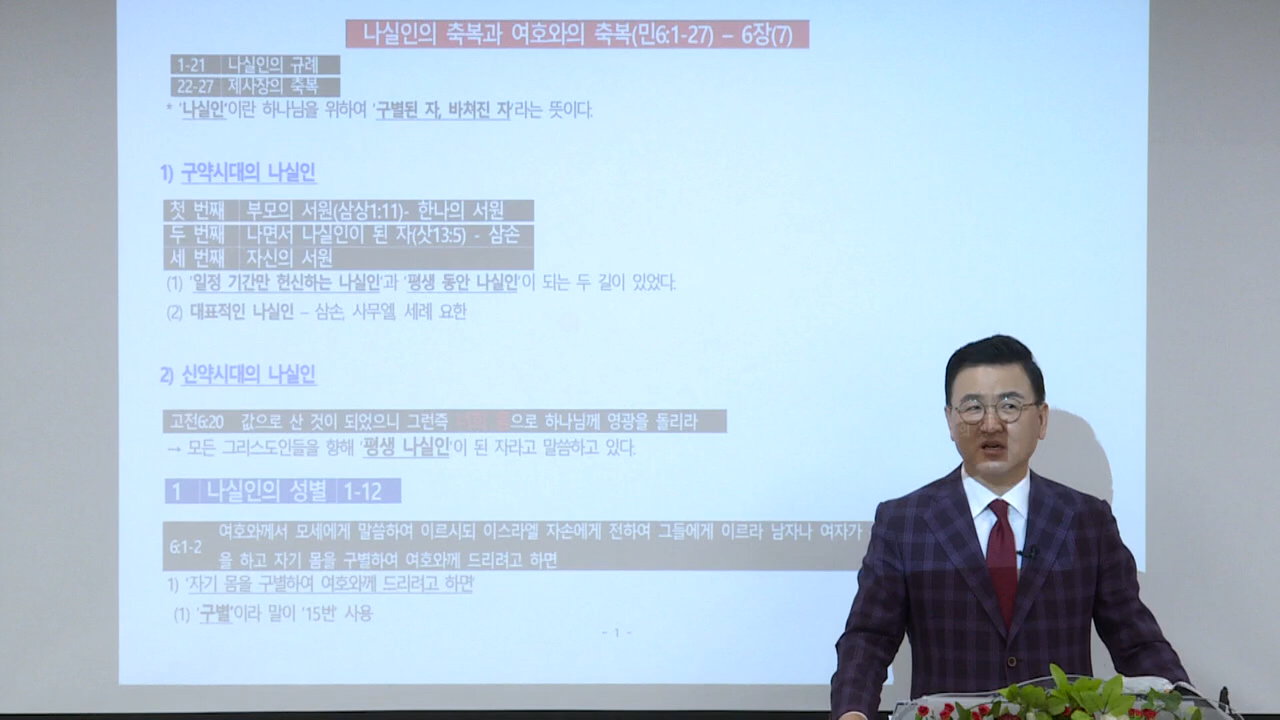 나실인의 축복과 여호와의 축복(민6:1-27) – 6장(7)
1-21 나실인의 규례
22-27 제사장의 축복
* '나실인'이란 하나님을 위하여 '구별된 자, 바쳐진 자'라는 뜻이다.
1) 구약시대의 나실인
첫 번째 부모의 서원(삼상1:11)- 한나의 서원
두 번째 나면서 나실인이 된 자(삿13:5) - 삼손
세 번째 자신의 서원
(1) '일정 기간만 헌신하는 나실인'과 '평생 동안 나실인'이 되는 두 길이 있었다.
(2) 대표적인 나실인 – 삼손, 사무엘, 세례 요한
2) 신약시대의 나실인
고전6:20 값으로 산 것이 되었으니 그런즉 으로 하나님께 영광을 돌리라
→ 모든 그리스도인들을 향해 '평생 나실인'이 된 자라고 말씀하고 있다.
1 나실인의 성별 1-12
6:1-2 여호와께서 모세에게 말씀하여 이르시되 이스라엘 자손에게 전하여 그들에게 이르라 남자나 여자가
을 하고 자기 몸을 구별하여 여호와께 드리려고 하면
1) '자기 몸을 구별하여 여호와께 드리려고 하면'
(1) '구별'이라 말이 '15번' 사용
- 1 -